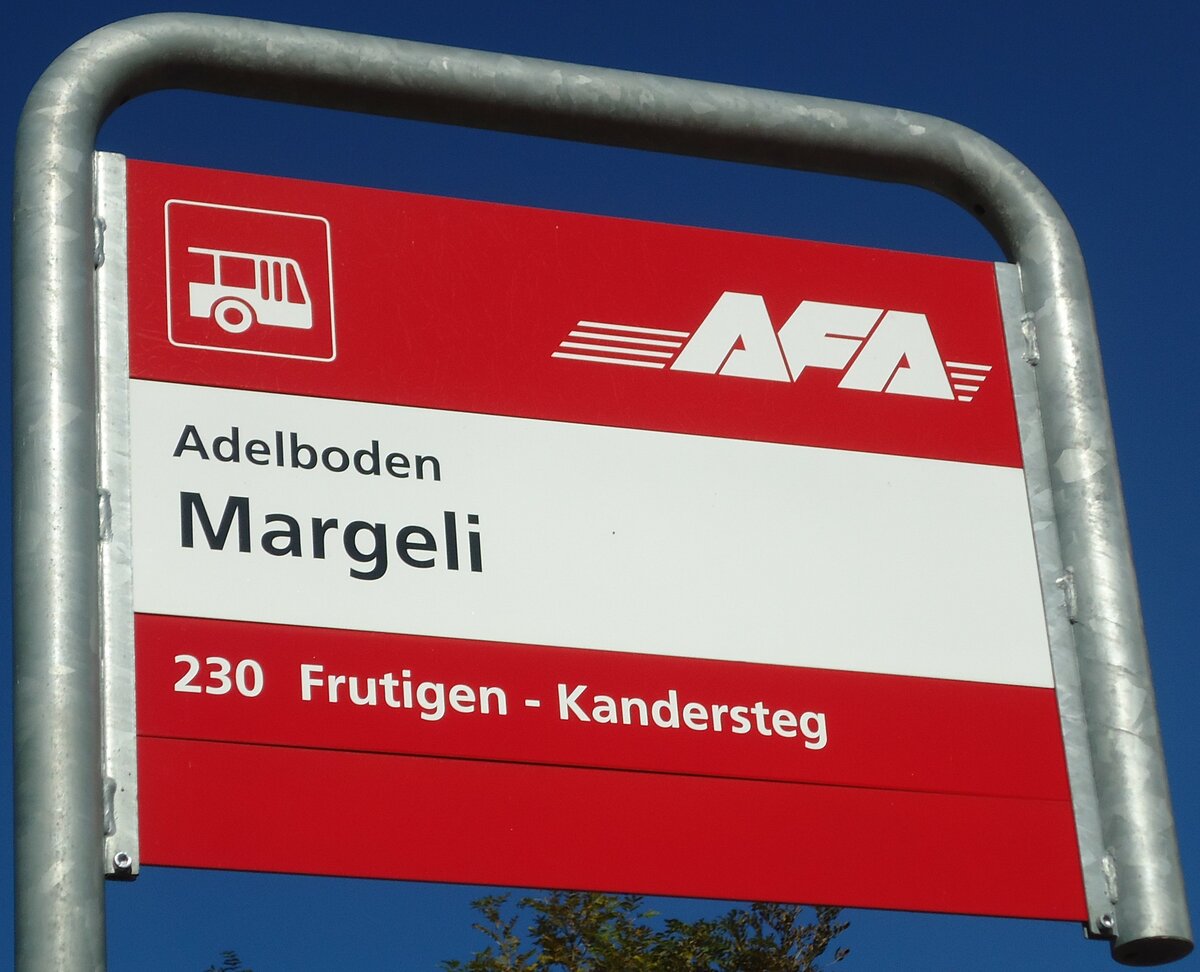 AFA
Adelboden
Margeli
230 Frutigen - Kandersteg